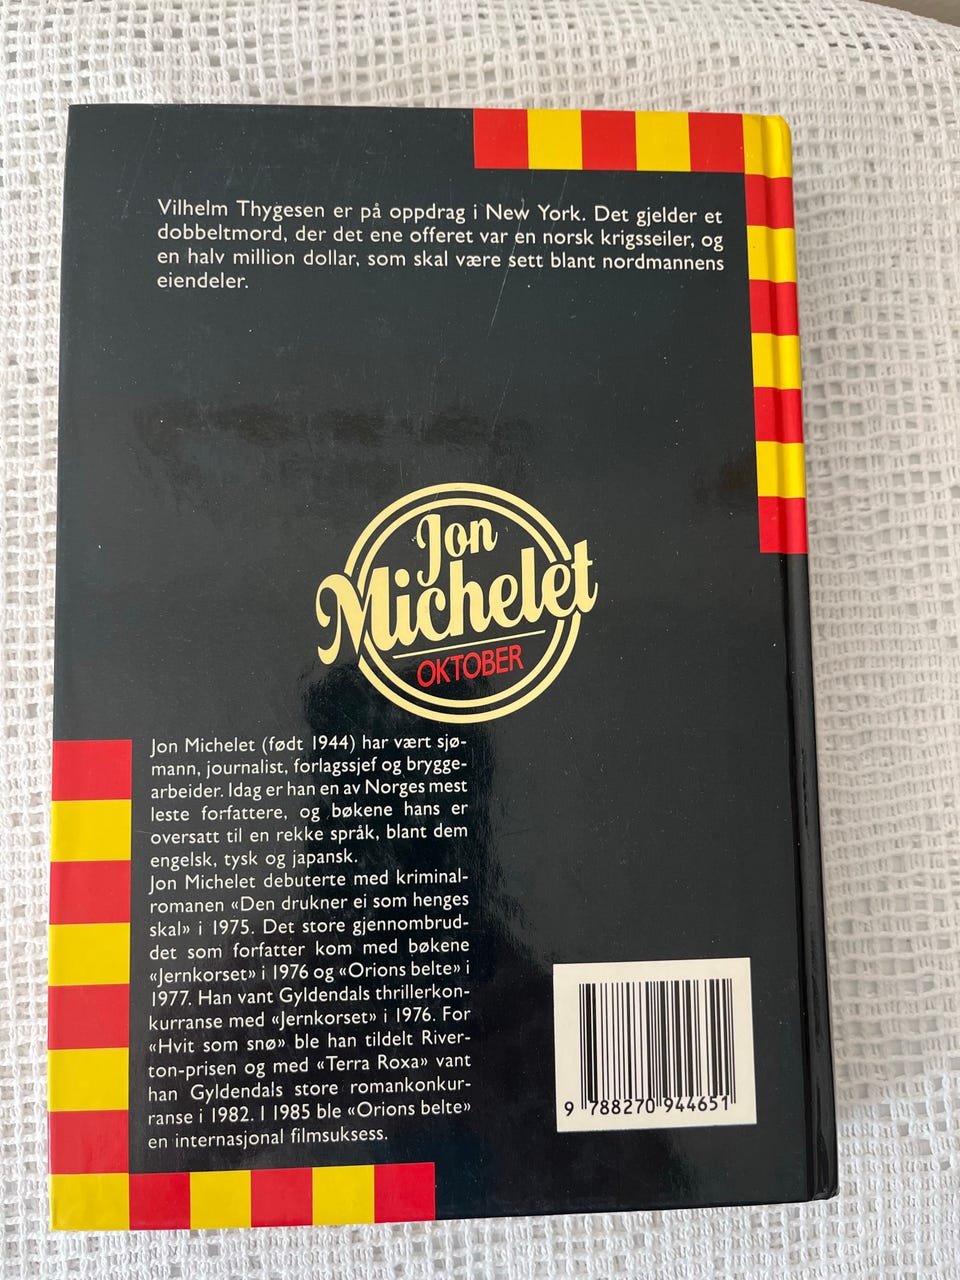 Vilhelm Thygesen er på oppdrag i New York. Det gjelder et
dobbeltmord, der det ene offeret var en norsk krigsseiler, og
en halv million dollar, som skal være sett blant nordmannens
eiendeler.
Jon
Michelet
OKTOBER
Jon Michelet (født 1944) har vært sjø-
mann, journalist, forlagssjef og brygge-
arbeider. Idag er han en av Norges mest
leste forfattere, og bøkene hans er
oversatt til en rekke språk, blant dem
engelsk, tysk og japansk.
Jon Michelet debuterte med kriminal-
romanen «Den drukner ei som henges
skal» i 1975. Det store gjennombrud-
det som forfatter kom med bøkene
«Jernkorset» i 1976 og «Orions belte» i
1977. Han vant Gyldendals thrillerkon-
kurranse med «Jernkorset» i 1976. For
«Hvit som snø» ble han tildelt River-
ton-prisen og med «Terra Roxa» vant
han Gyldendals store romankonkur-
ranse i 1982. I 1985 ble «Orions belte»
en internasjonal filmsuksess.
9 788270 944651